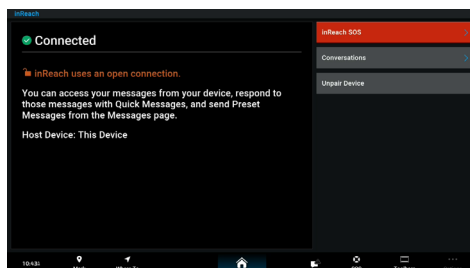 inReach
Connected
inReach uses an open connection.
You can access your messages from your device, respond to
those messages with Quick Messages, and send Preset
Messages from the Messages page.
Host Device: This Device
inReach SOS
Conversations
Unpair Device